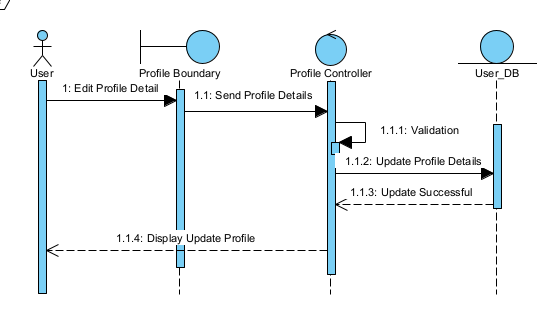 User
Profile Boundary
Profile Controller
User_DB
1: Edit Profile Detail
1.1: Send Profile Details
1.1.1: Validation
1.1.2: Update Profile Details
1.1.3: Update Successful
1.1.4: Display Update Profile